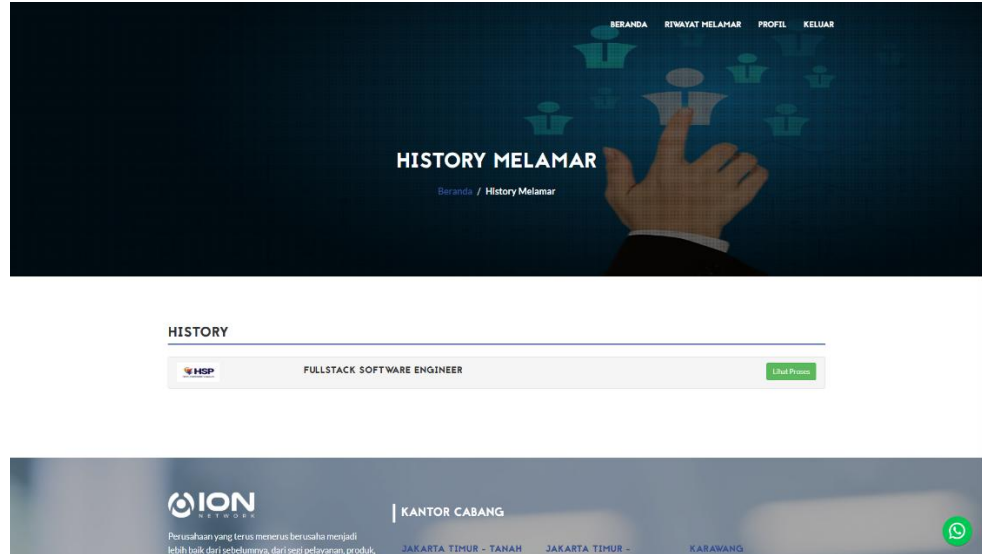 BERANDA RIWAYAT MELAMAR PROFIL KELUAR
HISTORY MELAMAR
Beranda / History Melamar
HISTORY
HSP
FULLSTACK SOFTWARE ENGINEER
Lihat Proses
ION
NETWORK
Perusahaan yang terus menerus berusaha menjadi
lebih baik dari sebelumnya, dari segi pelayanan, produk,
KANTOR CABANG
JAKARTA TIMUR - TANAH
JAKARTA TIMUR -
KARAWANG